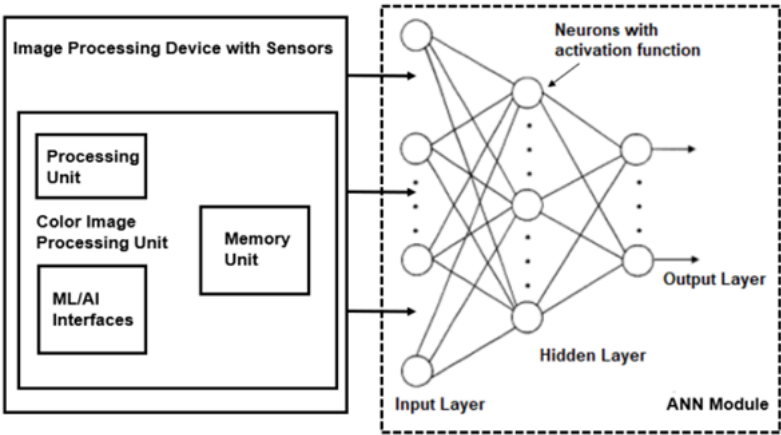 Image Processing Device with Sensors
Processing
Unit
Color Image
Processing Unit
Memory
Unit
ML/AI
Interfaces
Neurons with
activation function
Output Layer
Hidden Layer
Input Layer
ANN Module